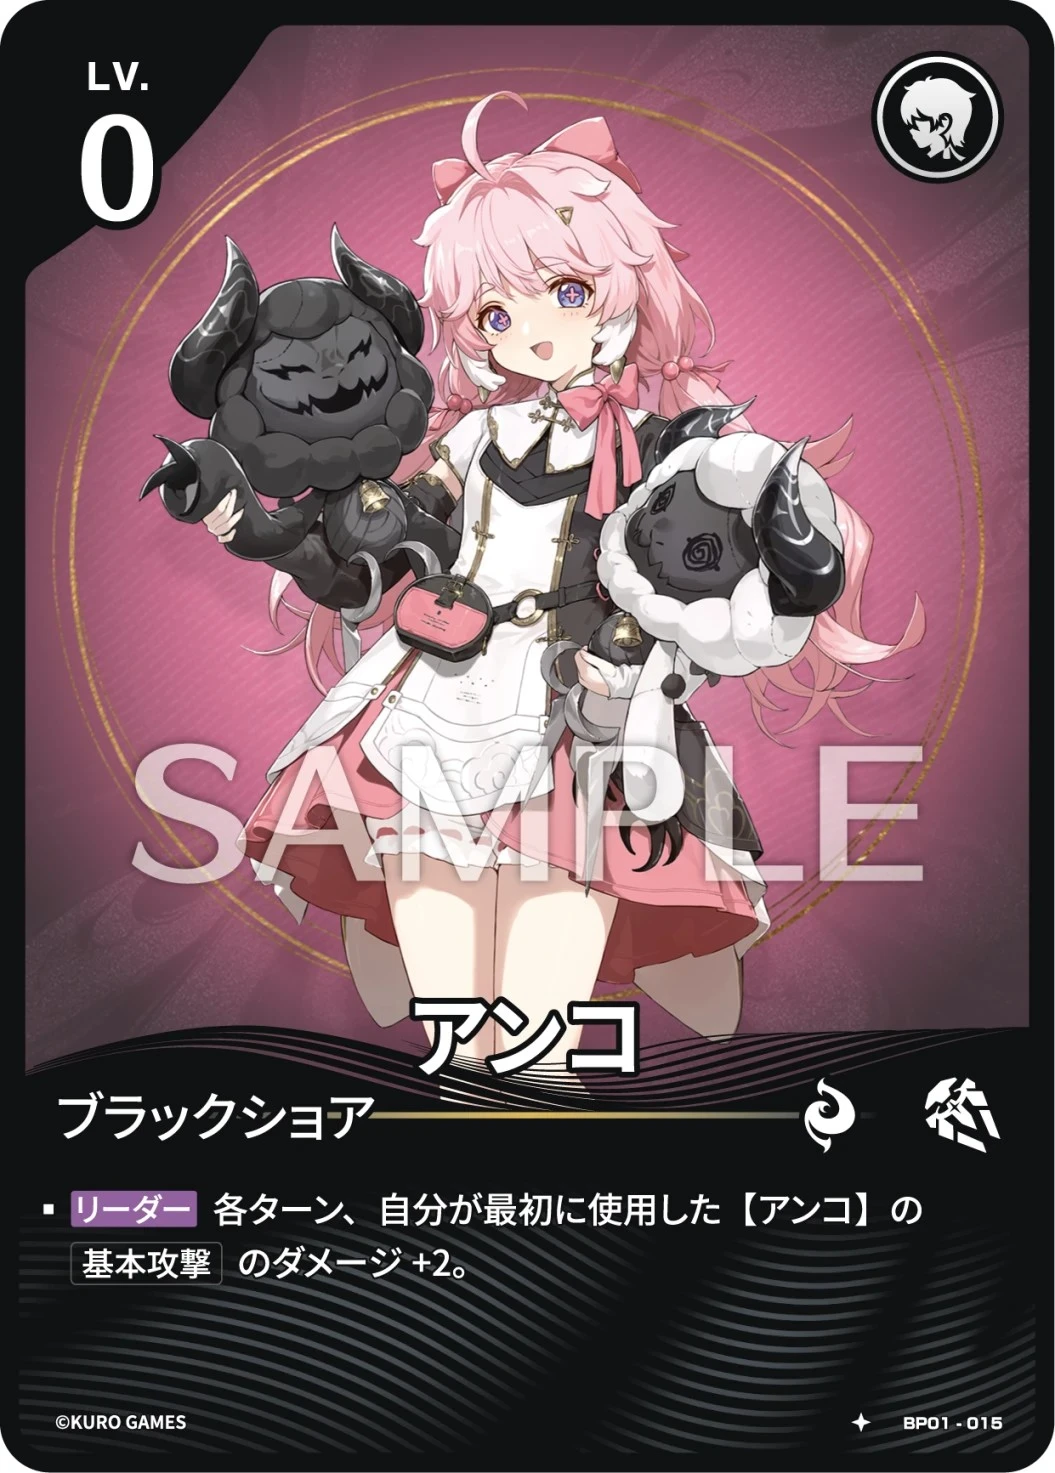 LV.
0
SAMPLE
アンコ
ブラックショア
▪ リーダー 各ターン、自分が最初に使用した【アンコ】の
基本攻撃 のダメージ +2。
©KURO GAMES
BP01 - 015